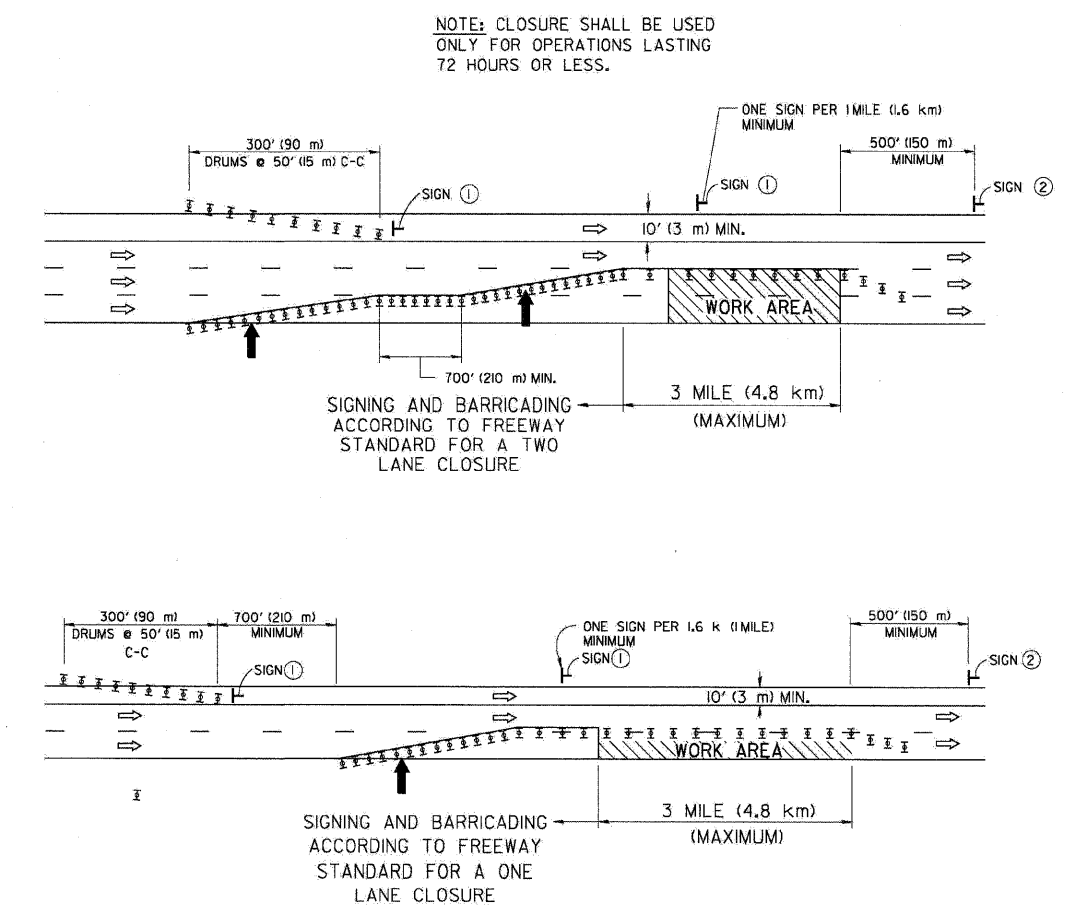 NOTE: CLOSURE SHALL BE USED
ONLY FOR OPERATIONS LASTING
72 HOURS OR LESS.
ONE SIGN PER 1 MILE (1.6 km)
MINIMUM
300' (90 m)
DRUMS @ 50' (15 m) C-C
500' (150 m)
MINIMUM
SIGN 1
SIGN 1
SIGN 2
10' (3 m) MIN.
WORK AREA
700' (210 m) MIN.
3 MILE (4.8 km)
(MAXIMUM)
SIGNING AND BARRICADING
ACCORDING TO FREEWAY
STANDARD FOR A TWO
LANE CLOSURE
300' (90 m)
DRUMS @ 50' (15 m)
C-C
700' (210 m)
MINIMUM
ONE SIGN PER 1.6 k (1 MILE)
MINIMUM
SIGN 1
500' (150 m)
MINIMUM
SIGN 1
SIGN 2
10' (3 m) MIN.
WORK AREA
3 MILE (4.8 km)
(MAXIMUM)
SIGNING AND BARRICADING
ACCORDING TO FREEWAY
STANDARD FOR A ONE
LANE CLOSURE